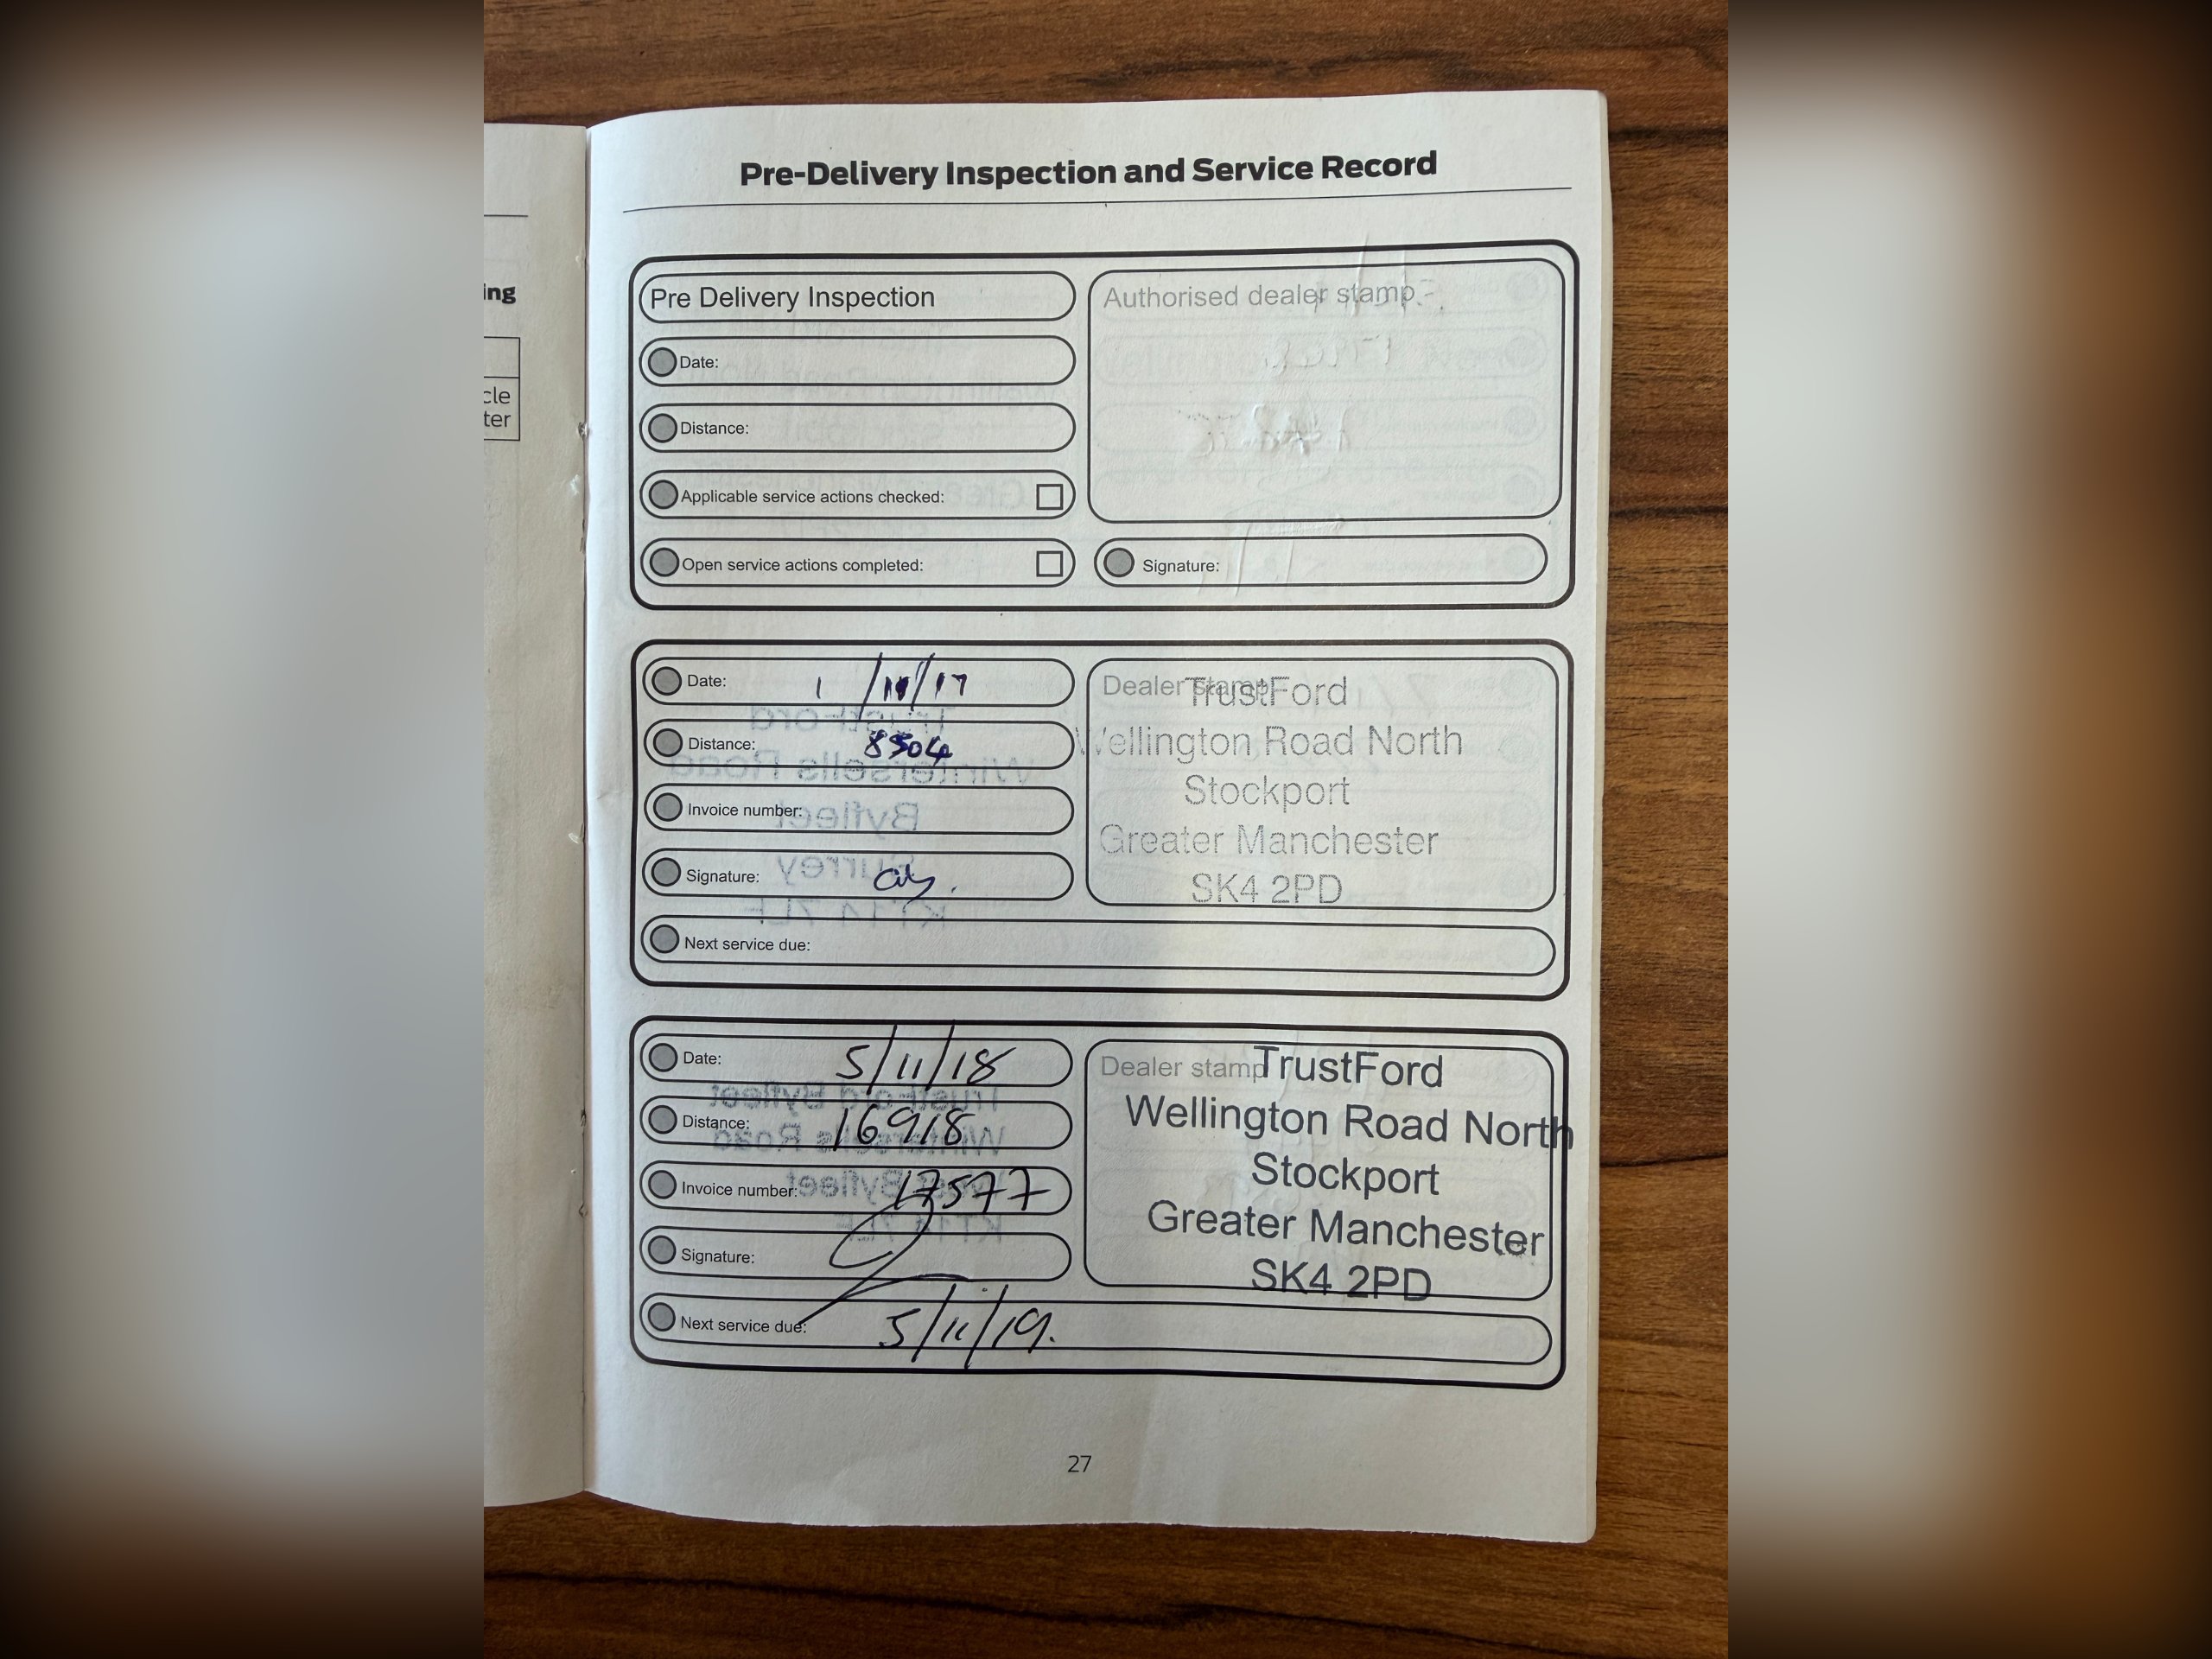 ing
cle
ter
Pre-Delivery Inspection and Service Record
Pre Delivery Inspection
Authorised dealer stamp
Date:
Distance:
Applicable service actions checked:
Open service actions completed:
Signature:
Date: 1 / /17
Dealer stamp
TrustFord
Distance: 8504
Wellington Road North
Invoice number:
Stockport
Signature:
Greater Manchester
SK4 2PD
Next service due:
Date: 5/11/18
Dealer stamp
TrustFord
Distance: 16918
Wellington Road North
Invoice number: 17577
Stockport
Signature:
Greater Manchester
SK4 2PD
Next service due: 5/11/19.
27